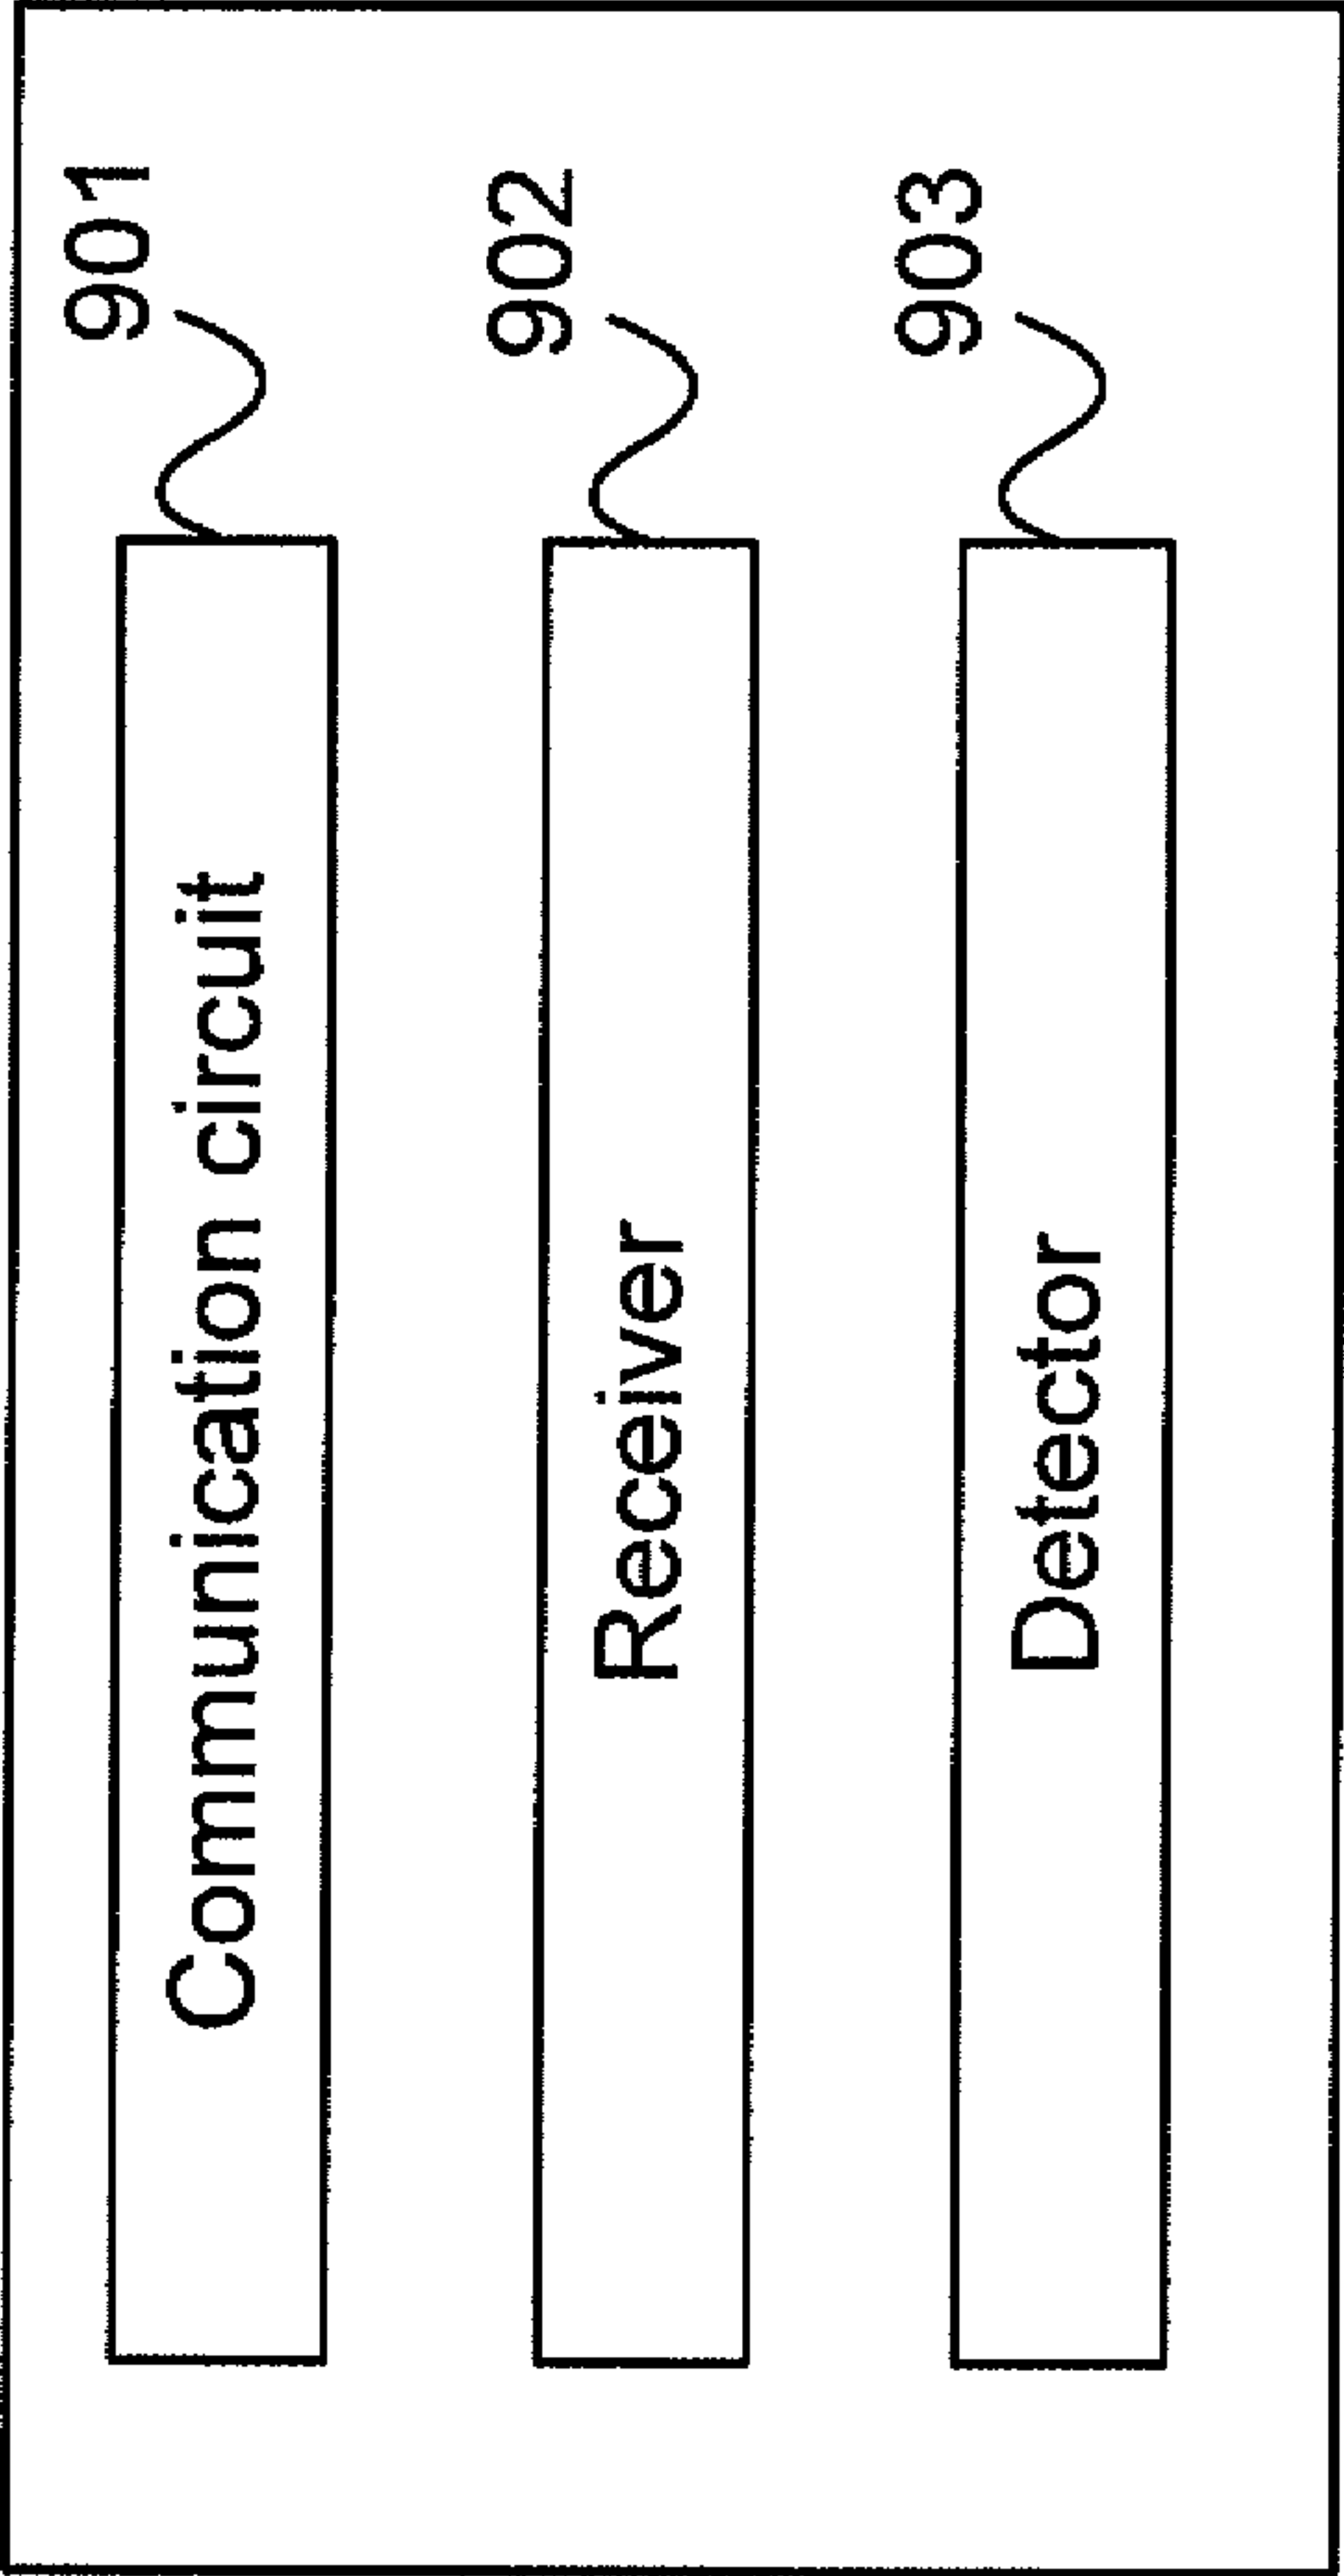 901
Communication circuit
902
Receiver
903
Detector